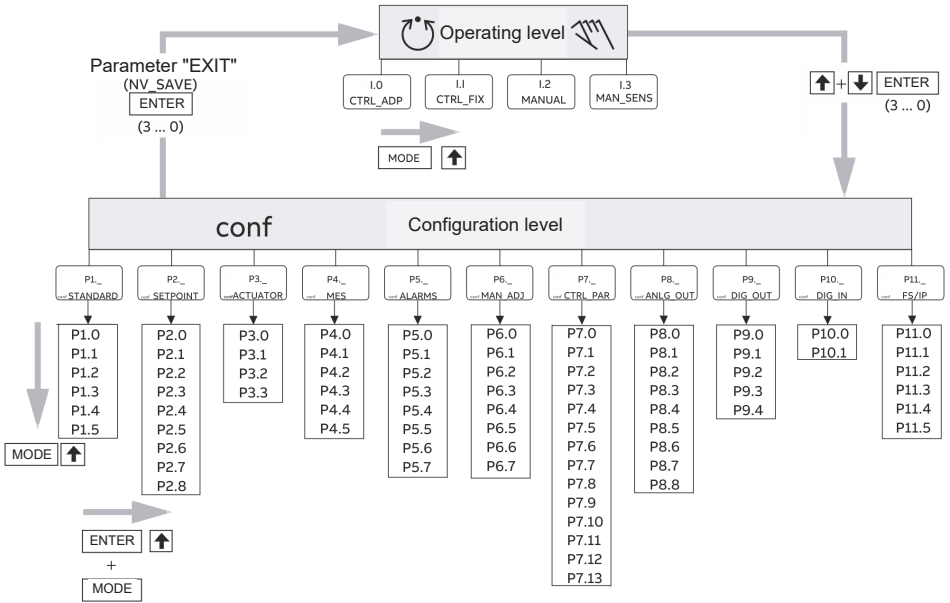 Operating level
Parameter "EXIT"
(NV_SAVE)
ENTER
(3 ... 0)
I.0
CTRL_ADP
I.I
CTRL_FIX
I.2
MANUAL
I.3
MAN_SENS
+ ENTER
(3 ... 0)
MODE
conf
Configuration level
P1._
conf STANDARD
P2._
conf SETPOINT
P3._
conf ACTUATOR
P4._
conf MES
P5._
conf ALARMS
P6._
conf MAN_ADJ
P7._
conf CTRL_PAR
P8._
conf ANLG_OUT
P9._
conf DIG_OUT
P10._
conf DIG_IN
P11._
conf FS/IP
P1.0
P1.1
P1.2
P1.3
P1.4
P1.5
P2.0
P2.1
P2.2
P2.3
P2.4
P2.5
P2.6
P2.7
P2.8
P3.0
P3.1
P3.2
P3.3
P4.0
P4.1
P4.2
P4.3
P4.4
P4.5
P5.0
P5.1
P5.2
P5.3
P5.4
P5.5
P5.6
P5.7
P6.0
P6.1
P6.2
P6.3
P6.4
P6.5
P6.6
P6.7
P7.0
P7.1
P7.2
P7.3
P7.4
P7.5
P7.6
P7.7
P7.8
P7.9
P7.10
P7.11
P7.12
P7.13
P8.0
P8.1
P8.2
P8.3
P8.4
P8.5
P8.6
P8.7
P8.8
P9.0
P9.1
P9.2
P9.3
P9.4
P10.0
P10.1
P11.0
P11.1
P11.2
P11.3
P11.4
P11.5
MODE
ENTER
+
MODE